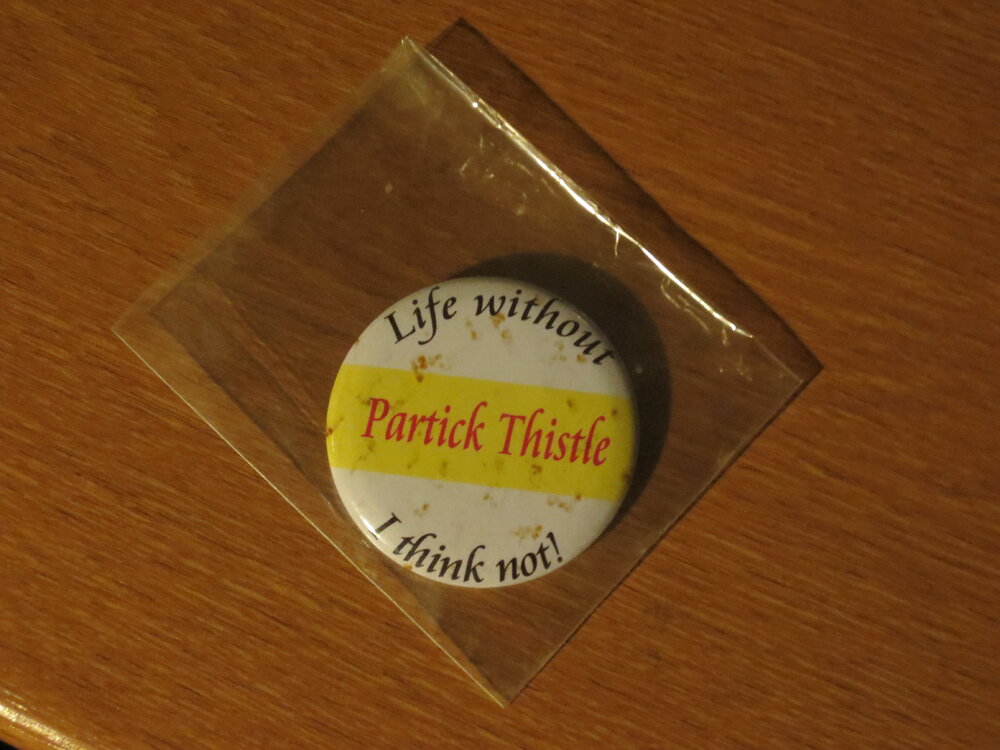 Life without
Partick Thistle
I think not!